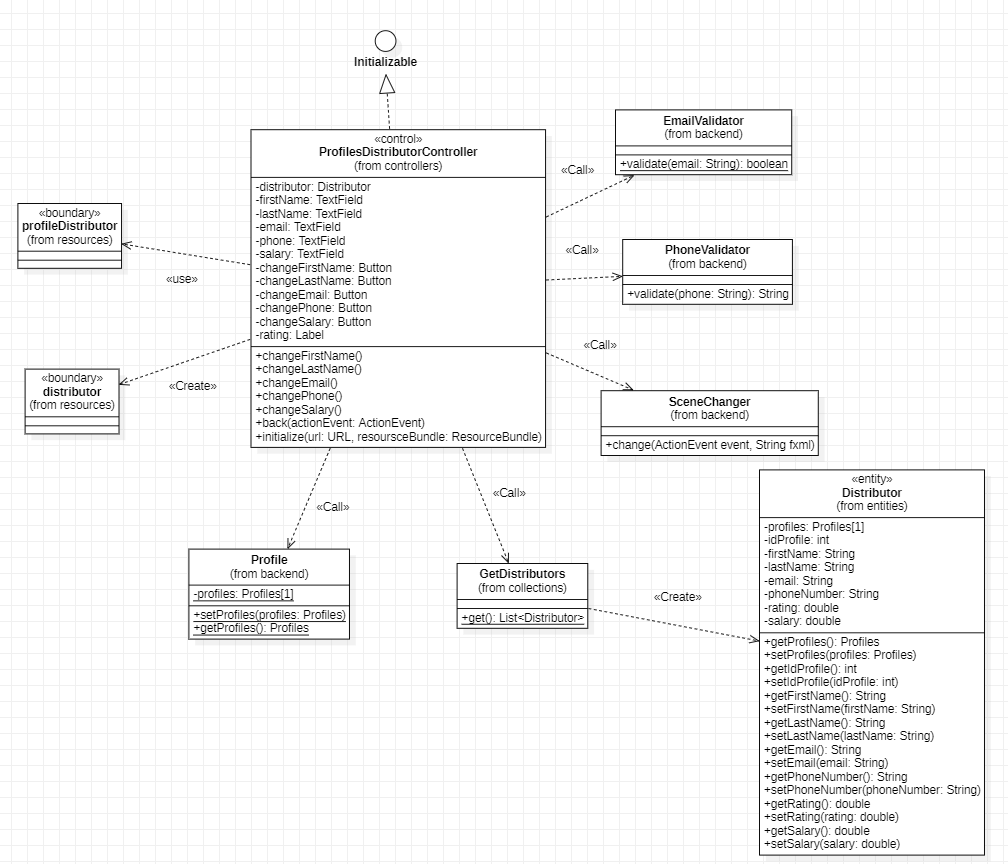 Initializable
«control»
ProfilesDistributorController
(from controllers)
-distributor: Distributor
-firstName: TextField
-lastName: TextField
-email: TextField
-phone: TextField
-salary: TextField
-changeFirstName: Button
-changeLastName: Button
-changeEmail: Button
-changePhone: Button
-changeSalary: Button
-rating: Label
+changeFirstName()
+changeLastName()
+changeEmail()
+changePhone()
+changeSalary()
+back(actionEvent: ActionEvent)
+initialize(url: URL, resoursceBundle: ResourceBundle)
«boundary»
profileDistributor
(from resources)
«use»
«boundary»
distributor
(from resources)
«Create»
«Call»
EmailValidator
(from backend)
+validate(email: String): boolean
«Call»
PhoneValidator
(from backend)
+validate(phone: String): String
«Call»
SceneChanger
(from backend)
+change(ActionEvent event, String fxml)
«Call»
Profile
(from backend)
-profiles: Profiles[1]
+setProfiles(profiles: Profiles)
+getProfiles(): Profiles
«Call»
GetDistributors
(from collections)
+get(): List<Distributor>
«Create»
«entity»
Distributor
(from entities)
-profiles: Profiles[1]
-idProfile: int
-firstName: String
-lastName: String
-email: String
-phoneNumber: String
-rating: double
-salary: double
+getProfiles(): Profiles
+setProfiles(profiles: Profiles)
+getIdProfile(): int
+setIdProfile(idProfile: int)
+getFirstName(): String
+setFirstName(firstName: String)
+getLastName(): String
+setLastName(lastName: String)
+getEmail(): String
+setEmail(email: String)
+getPhoneNumber(): String
+setPhoneNumber(phoneNumber: String)
+getRating(): double
+setRating(rating: double)
+getSalary(): double
+setSalary(salary: double)